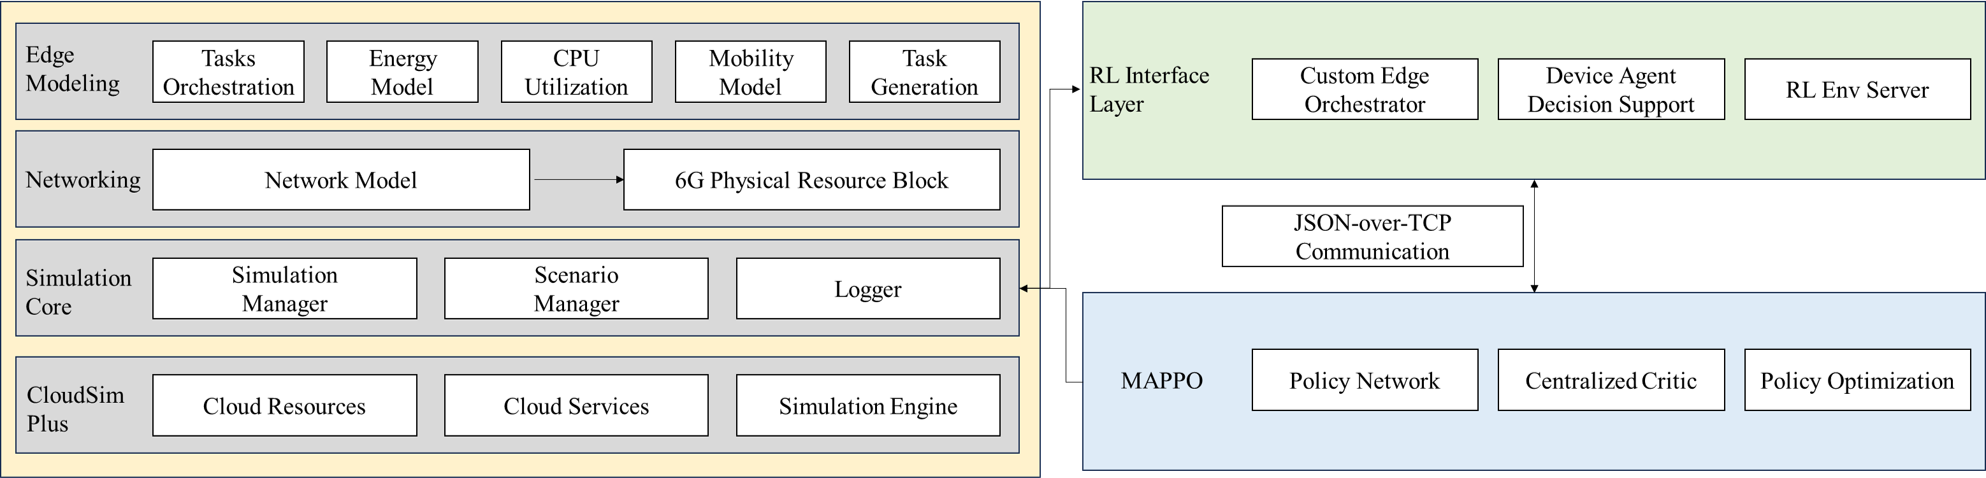 Edge
Modeling
Tasks
Orchestration
Energy
Model
CPU
Utilization
Mobility
Model
Task
Generation
Networking
Network Model
6G Physical Resource Block
Simulation
Core
Simulation
Manager
Scenario
Manager
Logger
CloudSim
Plus
Cloud Resources
Cloud Services
Simulation Engine
RL Interface
Layer
Custom Edge
Orchestrator
Device Agent
Decision Support
RL Env Server
JSON-over-TCP
Communication
MAPPO
Policy Network
Centralized Critic
Policy Optimization